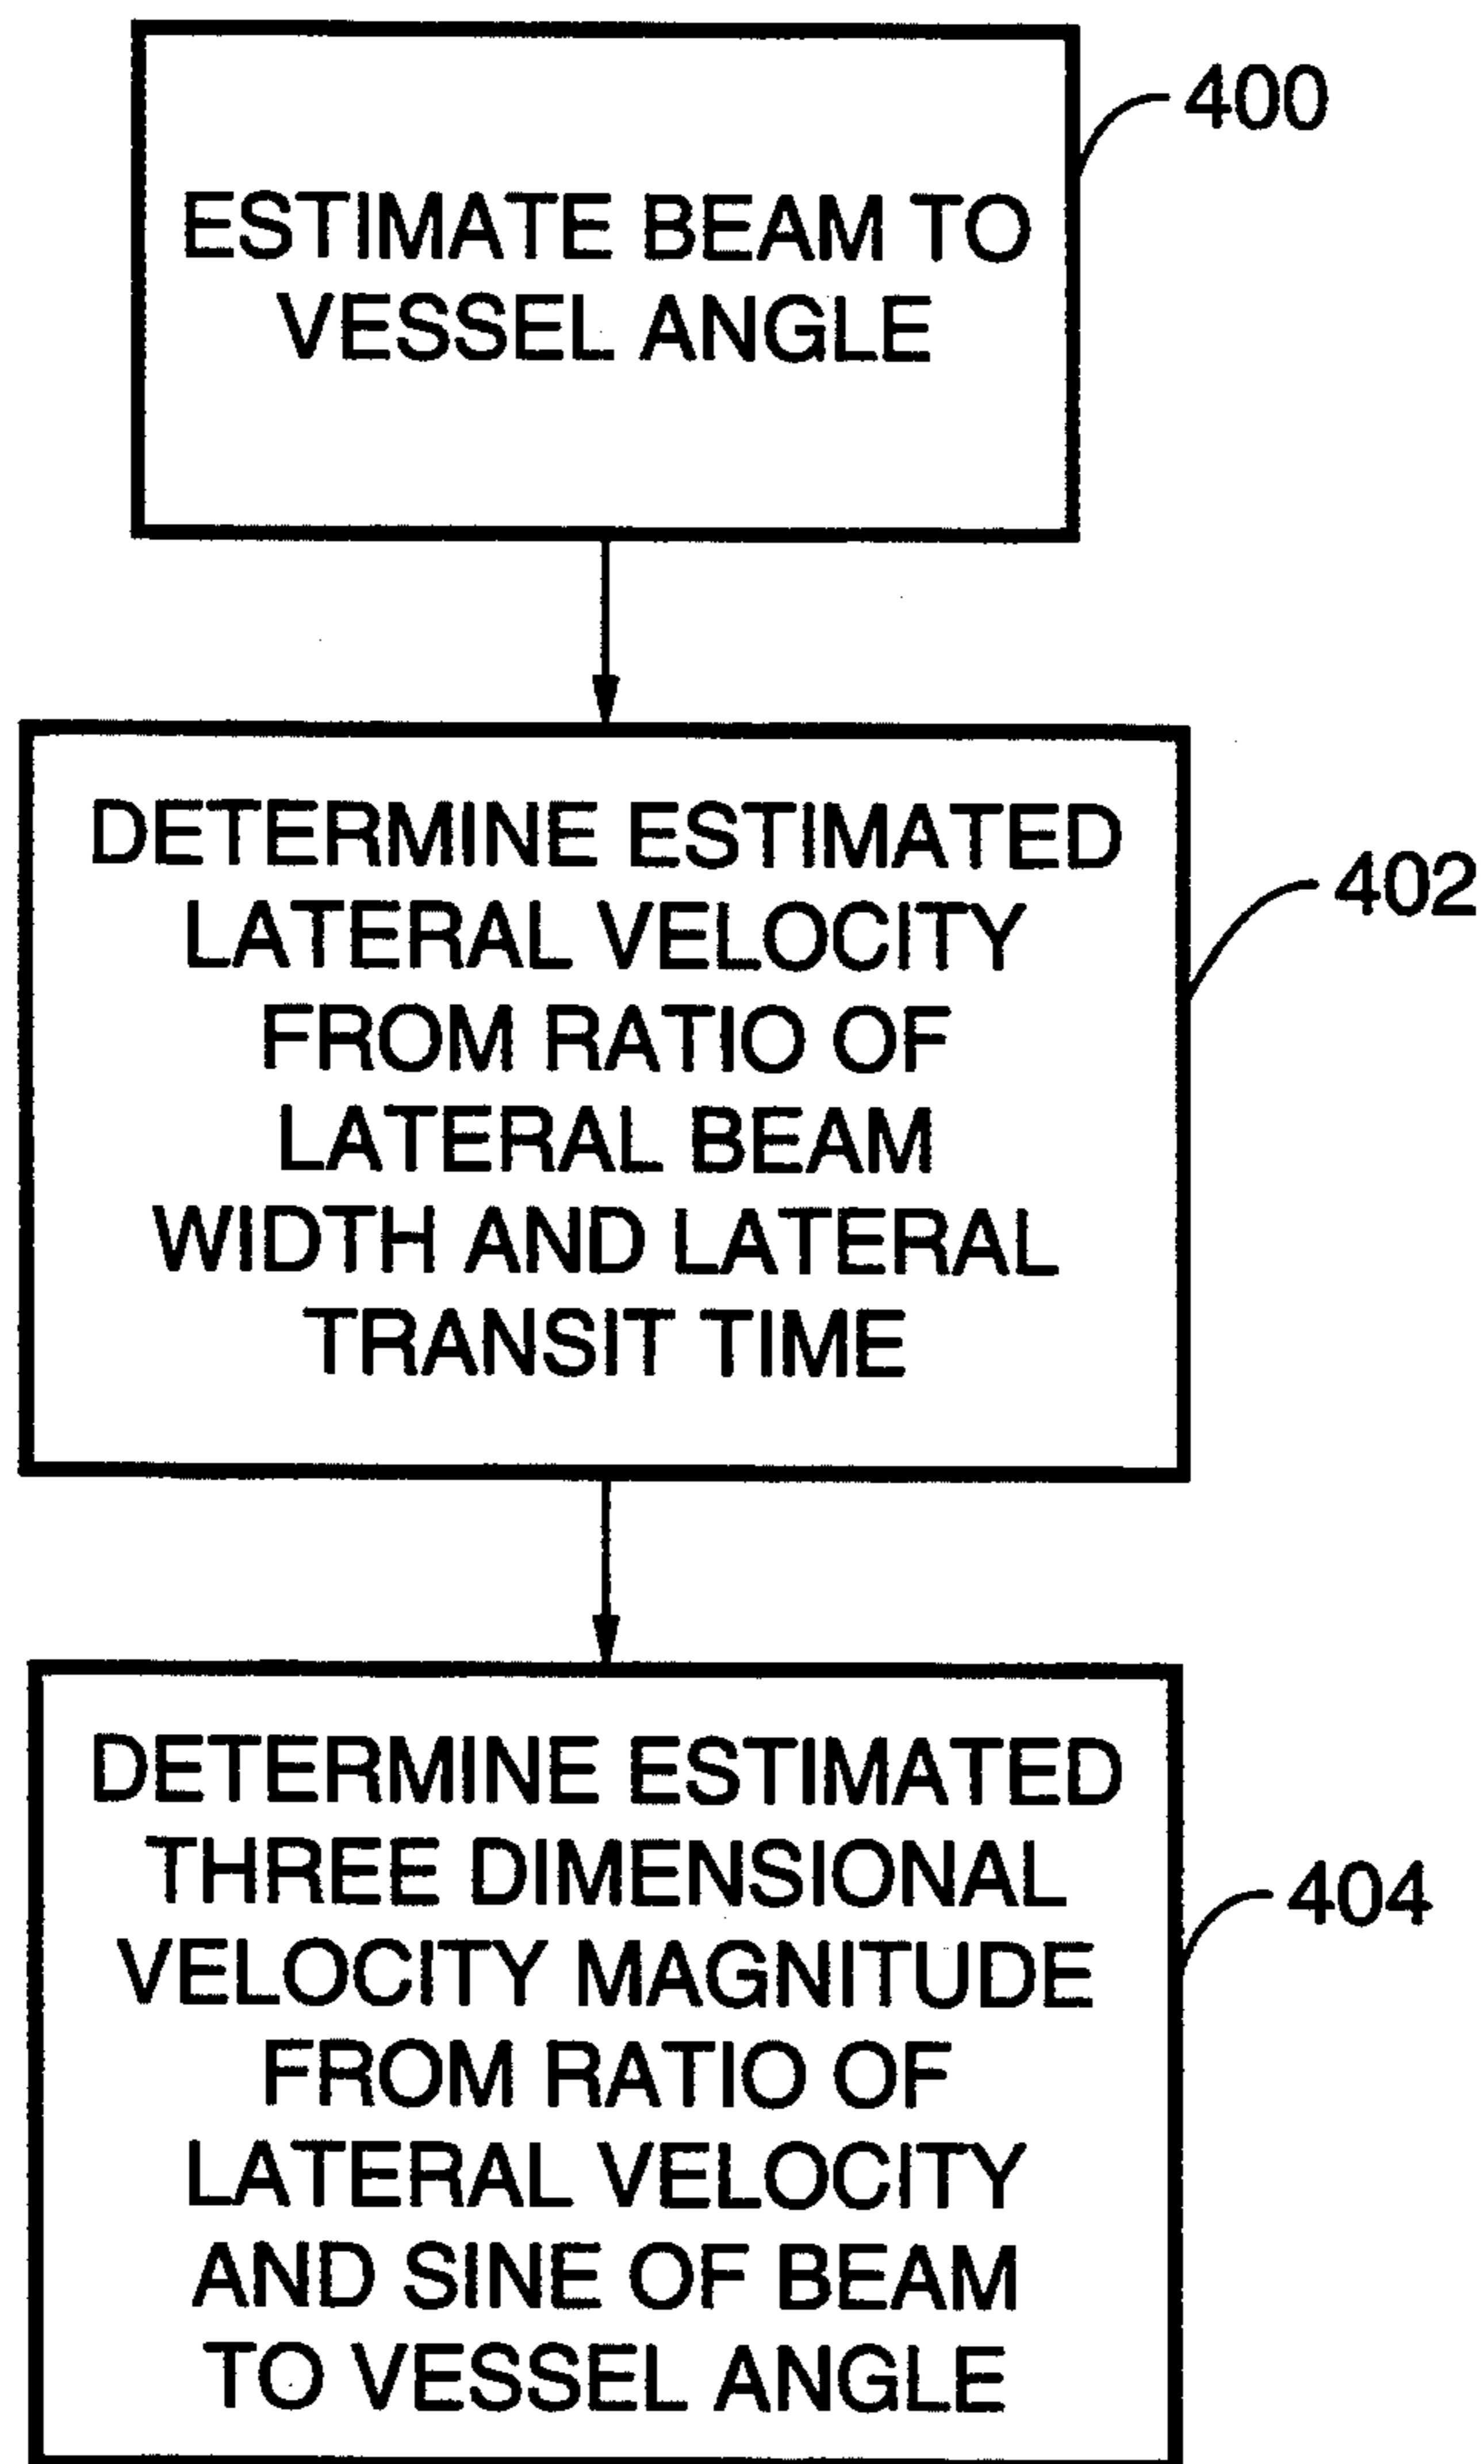 400
ESTIMATE BEAM TO
VESSEL ANGLE
DETERMINE ESTIMATED
LATERAL VELOCITY
FROM RATIO OF
LATERAL BEAM
WIDTH AND LATERAL
TRANSIT TIME
402
DETERMINE ESTIMATED
THREE DIMENSIONAL
VELOCITY MAGNITUDE
FROM RATIO OF
LATERAL VELOCITY
AND SINE OF BEAM
TO VESSEL ANGLE
404